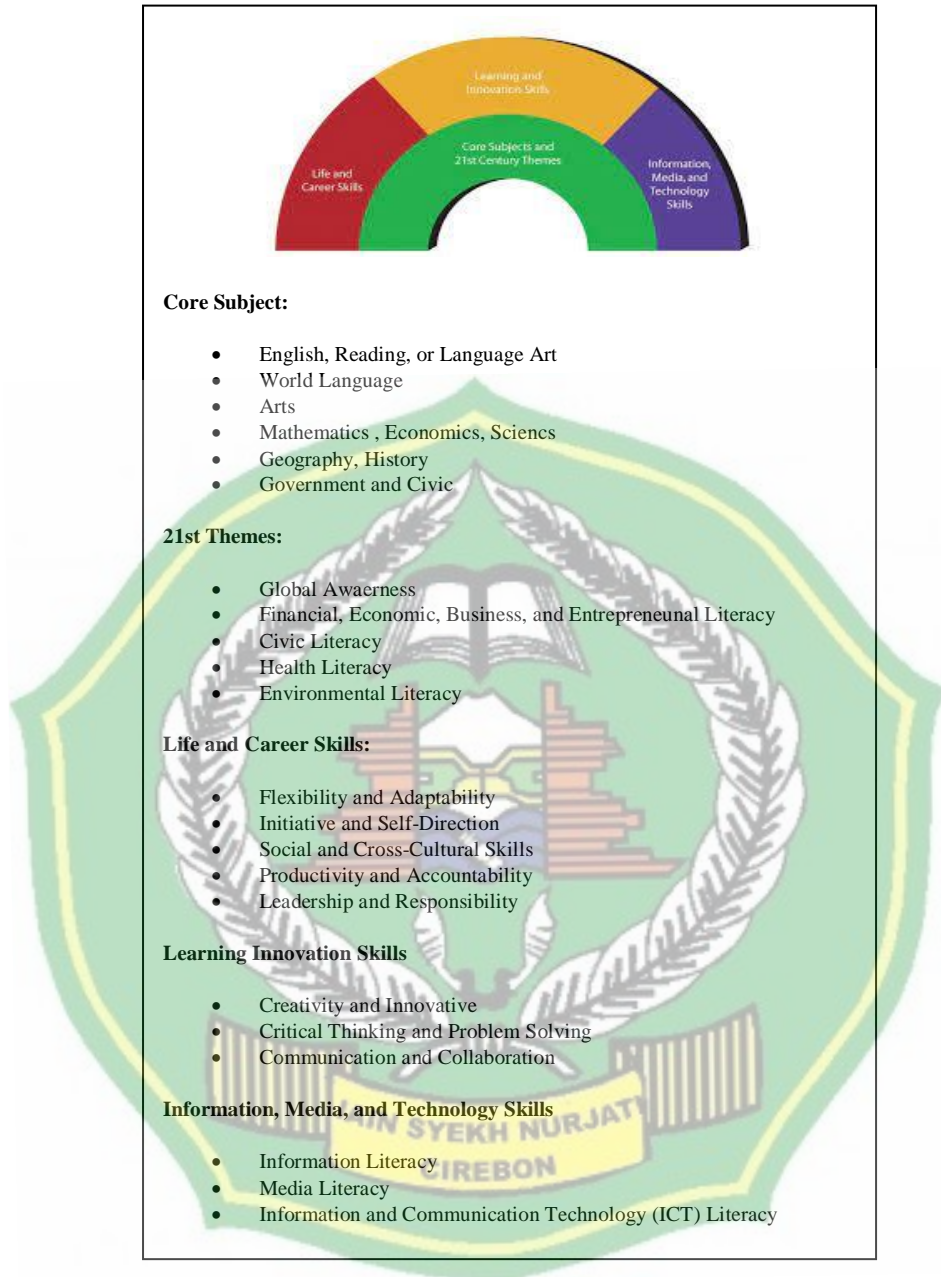 Learning and
Innovation Skills
Core Subjects and
21st Century Themes
Life and
Career Skills
Information,
Media, and
Technology
Skills
Core Subject:
• English, Reading, or Language Art
• World Language
• Arts
• Mathematics , Economics, Sciencs
• Geography, History
• Government and Civic
21st Themes:
• Global Awaerness
• Financial, Economic, Business, and Entrepreneunal Literacy
• Civic Literacy
• Health Literacy
• Environmental Literacy
Life and Career Skills:
• Flexibility and Adaptability
• Initiative and Self-Direction
• Social and Cross-Cultural Skills
• Productivity and Accountability
• Leadership and Responsibility
Learning Innovation Skills
• Creativity and Innovative
• Critical Thinking and Problem Solving
• Communication and Collaboration
Information, Media, and Technology Skills
• Information Literacy
• Media Literacy
• Information and Communication Technology (ICT) Literacy
IAIN SYEKH NURJATI
CIREBON